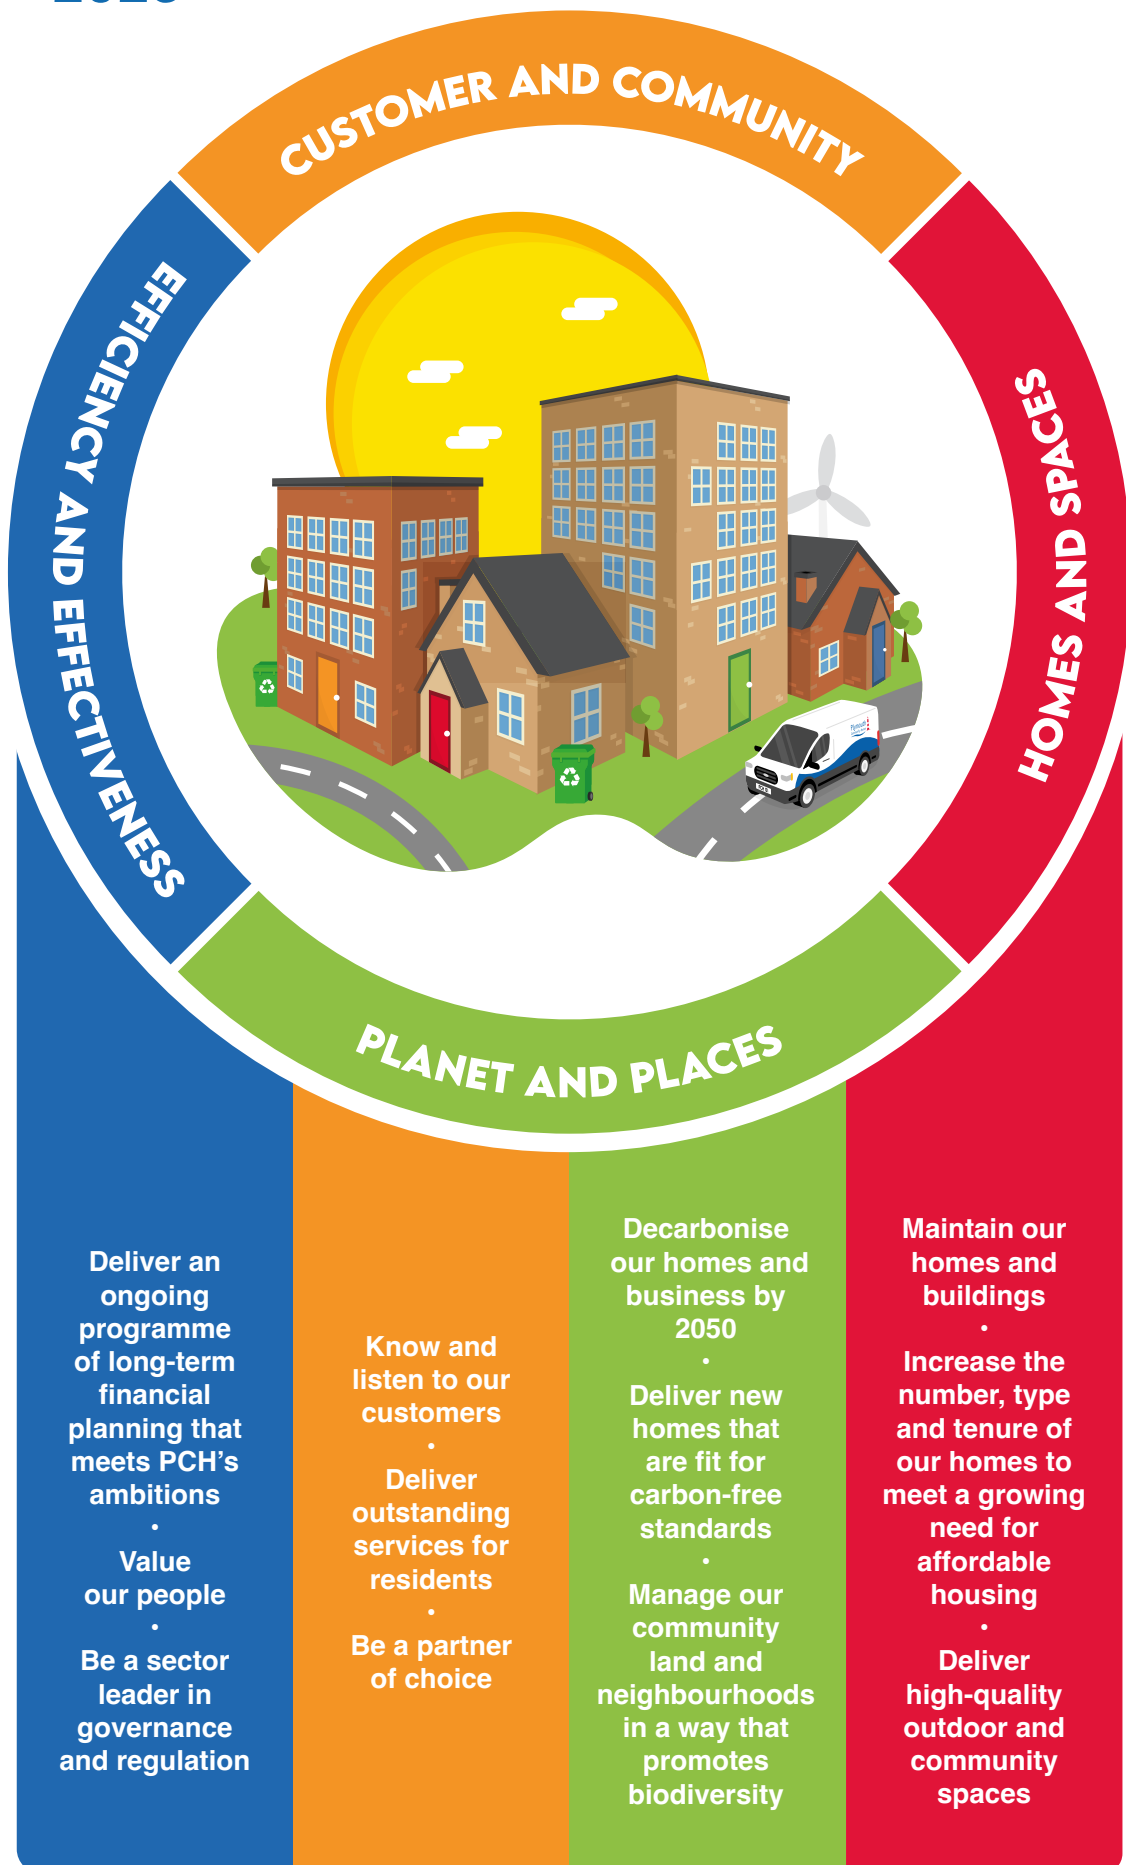 CUSTOMER AND COMMUNITY
EFFICIENCY AND EFFECTIVENESS
HOMES AND SPACES
PLANET AND PLACES
Deliver an
ongoing
programme
of long-term
financial
planning that
meets PCH's
ambitions
•
Value
our people
•
Be a sector
leader in
governance
and regulation
Know and
listen to our
customers
•
Deliver
outstanding
services for
residents
•
Be a partner
of choice
Decarbonise
our homes and
business by
2050
•
Deliver new
homes that
are fit for
carbon-free
standards
•
Manage our
community
land and
neighbourhoods
in a way that
promotes
biodiversity
Maintain our
homes and
buildings
•
Increase the
number, type
and tenure of
our homes to
meet a growing
need for
affordable
housing
•
Deliver
high-quality
outdoor and
community
spaces